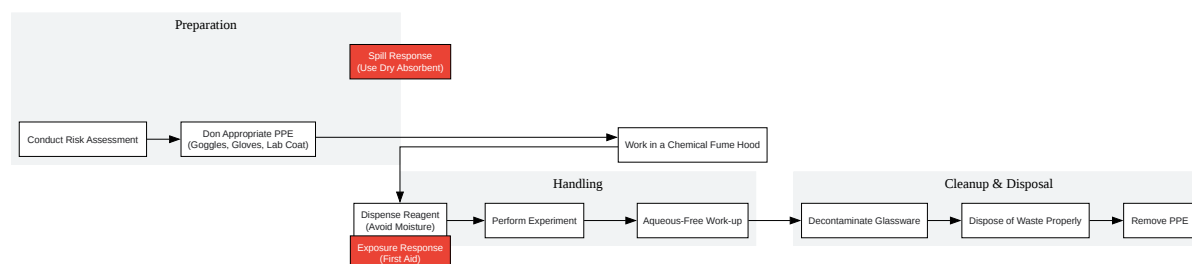 Preparation
Spill Response
(Use Dry Absorbent)
Conduct Risk Assessment
Don Appropriate PPE
(Goggles, Gloves, Lab Coat)
Work in a Chemical Fume Hood
Handling
Cleanup & Disposal
Dispense Reagent
(Avoid Moisture)
Perform Experiment
Aqueous-Free Work-up
Decontaminate Glassware
Dispose of Waste Properly
Remove PPE
Exposure Response
(First Aid)